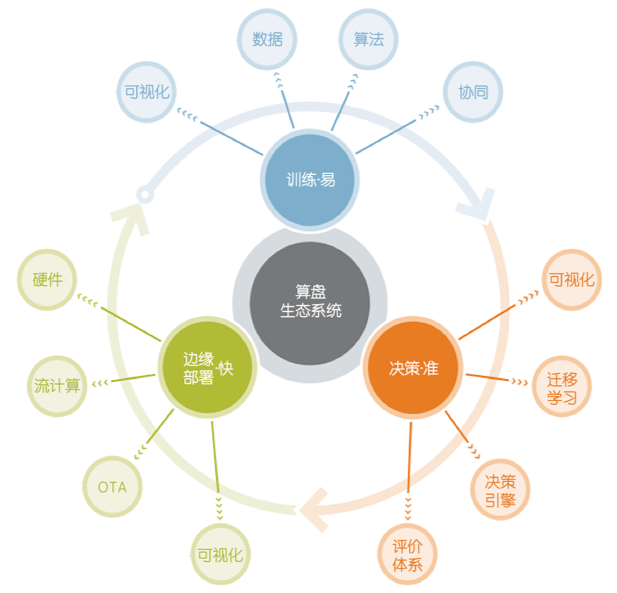 数据
算法
可视化
协同
训练·易
算盘
生态系统
硬件
可视化
边缘
部署·快
决策·准
流计算
迁移
学习
OTA
决策
引擎
可视化
评价
体系